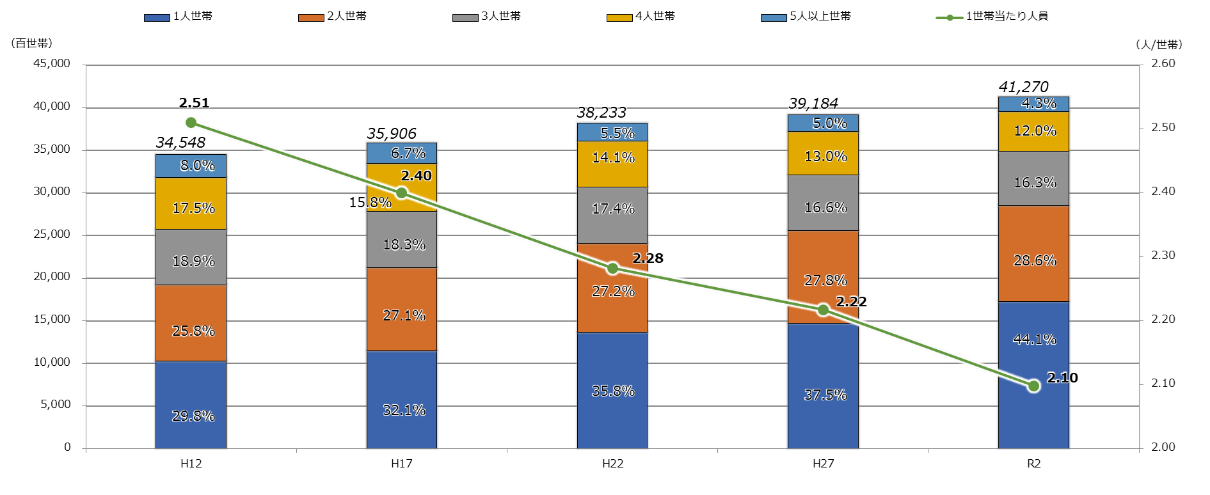 1人世帯 2人世帯 3人世帯 4人世帯 5人以上世帯 1世帯当たり人員
(百世帯) (人/世帯)
45,000 2.60
40,000 2.50
35,000 2.40
30,000 2.30
25,000 2.20
20,000 2.10
15,000 2.00
10,000
5,000
0
34,548 35,906 38,233 39,184 41,270
8.0% 6.7% 5.5% 5.0% 4.3%
17.5% 15.8% 14.1% 13.0% 12.0%
18.9% 18.3% 17.4% 16.6% 16.3%
25.8% 27.1% 27.2% 27.8% 28.6%
29.8% 32.1% 35.8% 37.5% 44.1%
2.51 2.40 2.28 2.22 2.10
H12 H17 H22 H27 R2